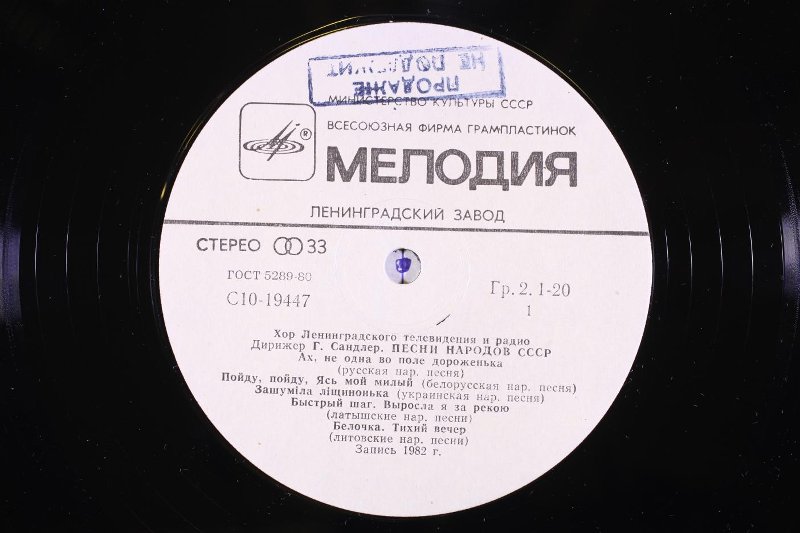 ПРОДАЖЕ
НЕ ПОДЛЕЖИТ
МИНИСТЕРСТВО КУЛЬТУРЫ СССР
ВСЕСОЮЗНАЯ ФИРМА ГРАМПЛАСТИНОК
®
МЕЛОДИЯ
ЛЕНИНГРАДСКИЙ ЗАВОД
СТЕРЕО 33
ГОСТ 5289-80
С10-19447
Гр. 2. 1-20
1
Хор Ленинградского телевидения и радио
Дирижер Г. Сандлер. ПЕСНИ НАРОДОВ СССР
Ах, не одна во поле дороженька
(русская нар. песня)
Пойду, пойду, Ясь мой милый (белорусская нар. песня)
Зашуміла ліщинонька (украинская нар. песня)
Быстрый шаг. Выросла я за рекою
(латышские нар. песни)
Белочка. Тихий вечер
(литовские нар. песни)
Запись 1982 г.